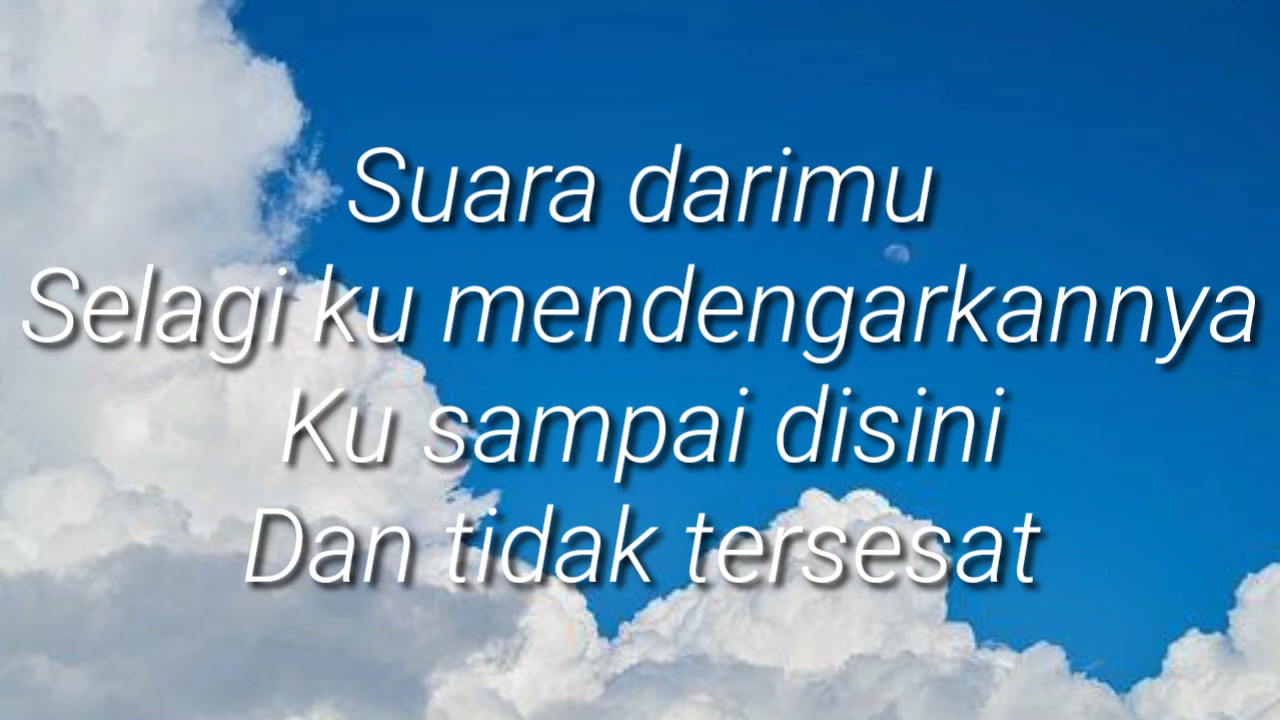 Suara darimu
Selagi ku mendengarkannya
Ku sampai disini
Dan tidak tersesat